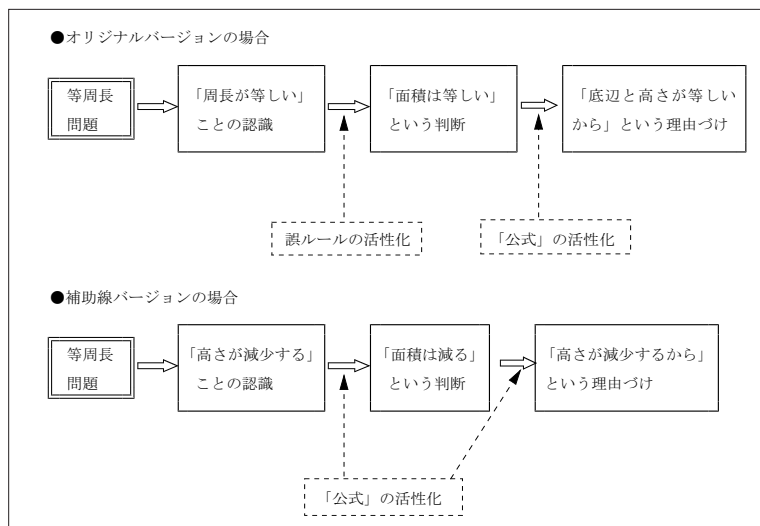 ●オリジナルバージョンの場合
等周長
問題
「周長が等しい」
ことの認識
「面積は等しい」
という判断
「底辺と高さが等しい
から」という理由づけ
誤ルールの活性化
「公式」の活性化
●補助線バージョンの場合
等周長
問題
「高さが減少する」
ことの認識
「面積は減る」
という判断
「高さが減少するから」
という理由づけ
「公式」の活性化